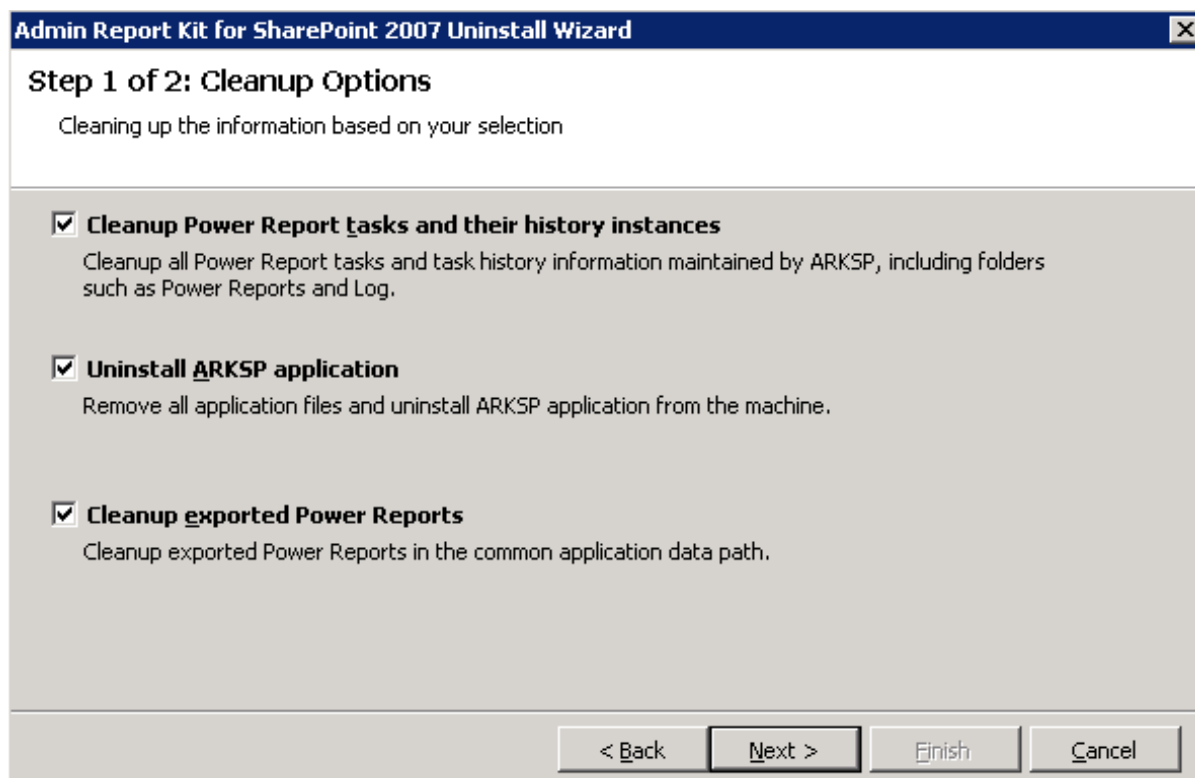 Admin Report Kit for SharePoint 2007 Uninstall Wizard
Step 1 of 2: Cleanup Options
Cleaning up the information based on your selection
Cleanup Power Report tasks and their history instances
Cleanup all Power Report tasks and task history information maintained by ARKSP, including folders
such as Power Reports and Log.
Uninstall ARKSP application
Remove all application files and uninstall ARKSP application from the machine.
Cleanup exported Power Reports
Cleanup exported Power Reports in the common application data path.
< Back Next > Finish Cancel